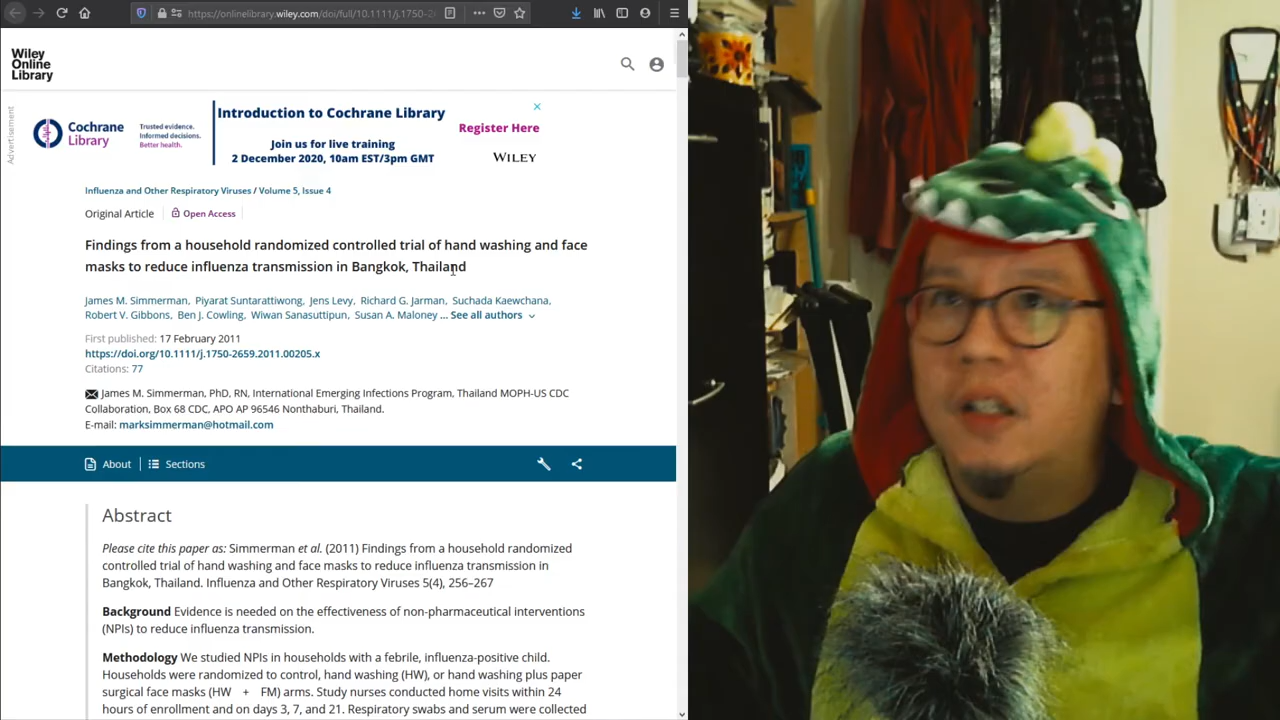 https://onlinelibrary.wiley.com/doi/full/10.1111/j.1750-2
Wiley
Online
Library
Advertisement
Cochrane
Library
Trusted evidence.
Informed decisions.
Better health.
Introduction to Cochrane Library
Join us for live training
2 December 2020, 10am EST/3pm GMT
Register Here
WILEY
Influenza and Other Respiratory Viruses / Volume 5, Issue 4
Original Article
Open Access
Findings from a household randomized controlled trial of hand washing and face
masks to reduce influenza transmission in Bangkok, Thailand
James M. Simmerman, Piyarat Suntarattiwong, Jens Levy, Richard G. Jarman, Suchada Kaewchana,
Robert V. Gibbons, Ben J. Cowling, Wiwan Sanasuttipun, Susan A. Maloney ... See all authors
First published: 17 February 2011
https://doi.org/10.1111/j.1750-2659.2011.00205.x
Citations: 77
James M. Simmerman, PhD, RN, International Emerging Infections Program, Thailand MOPH-US CDC
Collaboration, Box 68 CDC, APO AP 96546 Nonthaburi, Thailand.
E-mail: marksimmerman@hotmail.com
About
Sections
Abstract
Please cite this paper as: Simmerman et al. (2011) Findings from a household randomized
controlled trial of hand washing and face masks to reduce influenza transmission in
Bangkok, Thailand. Influenza and Other Respiratory Viruses 5(4), 256–267
Background Evidence is needed on the effectiveness of non-pharmaceutical interventions
(NPIs) to reduce influenza transmission.
Methodology We studied NPIs in households with a febrile, influenza-positive child.
Households were randomized to control, hand washing (HW), or hand washing plus paper
surgical face masks (HW + FM) arms. Study nurses conducted home visits within 24
hours of enrollment and on days 3, 7, and 21. Respiratory swabs and serum were collected